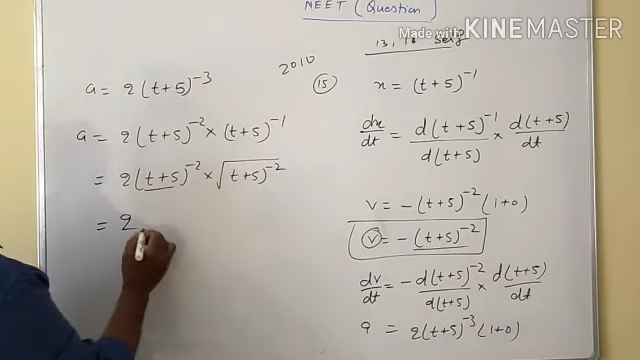 NEET (Question)
Made with KINEMASTER
13, 14 self
2010
a = 2(t+5)⁻³
a = 2(t+5)⁻² × (t+5)⁻¹
= 2(t+5)⁻² × √(t+5)⁻²
= 2
(15) x = (t+5)⁻¹
dx/dt = d(t+5)⁻¹/d(t+5) × d(t+5)/dt
v = -(t+5)⁻² (1+0)
v = -(t+5)⁻²
dv/dt = -d(t+5)⁻²/d(t+5) × d(t+5)/dt
a = 2(t+5)⁻³ (1+0)